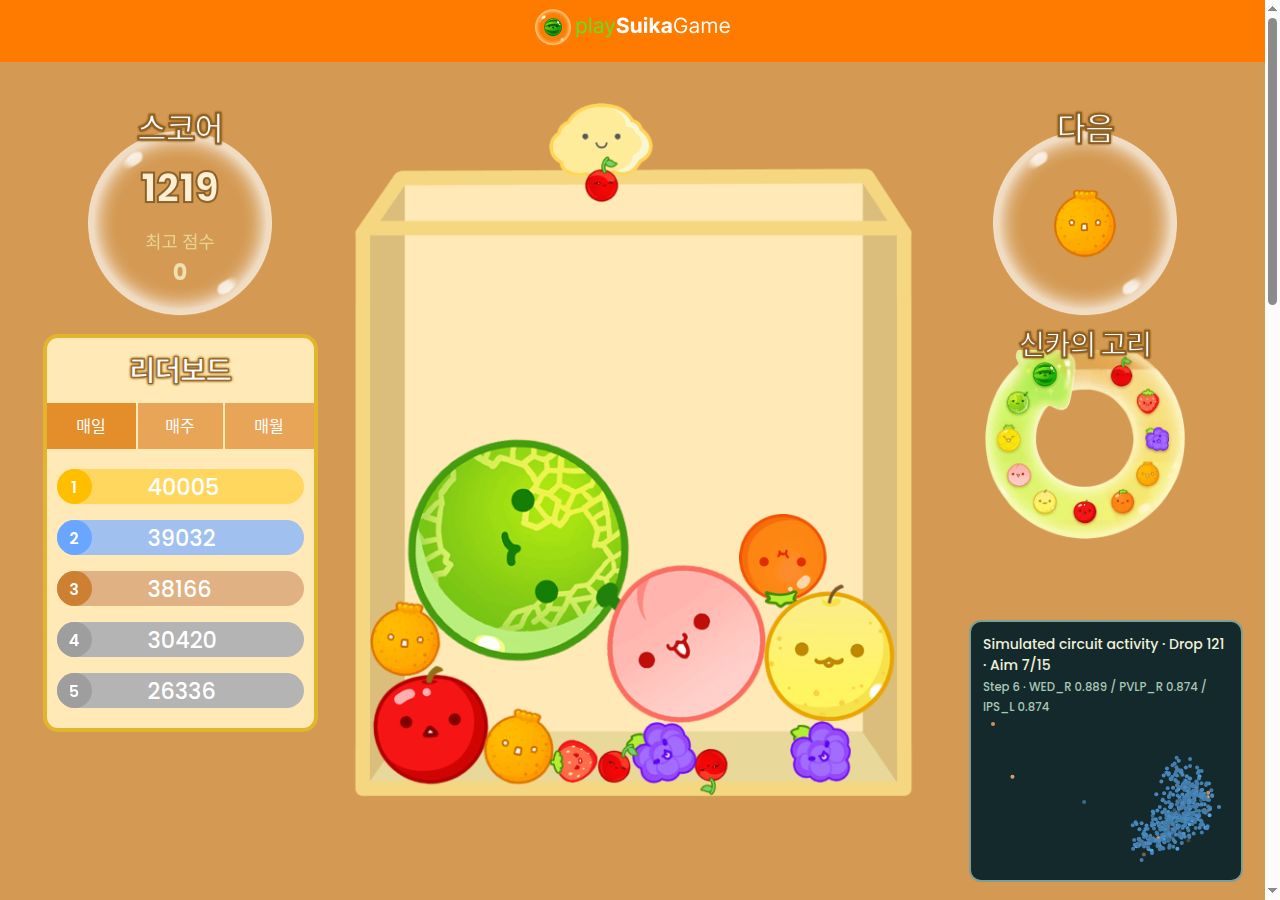 playSuikaGame
스코어
1219
최고 점수
0
다음
리더보드
매일 매주 매월
1 40005
2 39032
3 38166
4 30420
5 26336
신카의 고리
Simulated circuit activity · Drop 121
· Aim 7/15
Step 6 · WED_R 0.889 / PVLP_R 0.874 /
IPS_L 0.874